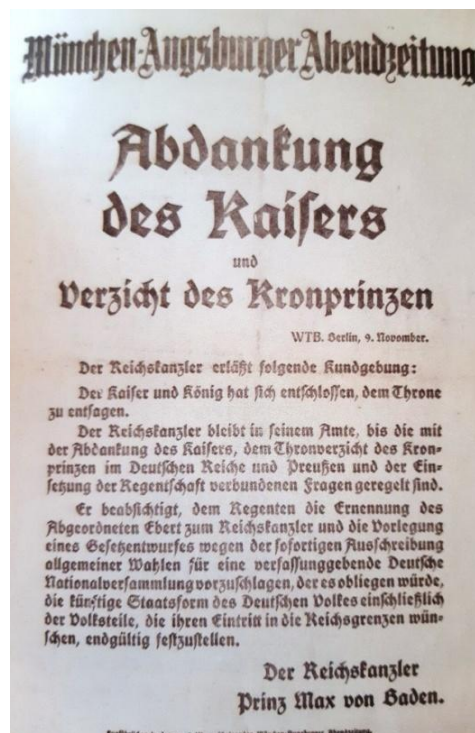 München-Augsburger Abendzeitung
Abdankung
des Kaisers
und
Verzicht des Kronprinzen
WTB. Berlin, 9. November.
Der Reichskanzler erläßt folgende Kundgebung:
Der Kaiser und König hat sich entschlossen, dem Throne
zu entsagen.
Der Reichskanzler bleibt in seinem Amte, bis die mit
der Abdankung des Kaisers, dem Thronverzicht des Kron-
prinzen im Deutschen Reiche und Preußen und der Ein-
setzung der Regentschaft verbundenen Fragen geregelt sind.
Er beabsichtigt, dem Regenten die Ernennung des
Abgeordneten Ebert zum Reichskanzler und die Vorlegung
eines Gesetzentwurfes wegen der sofortigen Ausschreibung
allgemeiner Wahlen für eine verfassunggebende Deutsche
Nationalversammlung vorzuschlagen, der es obliegen würde,
die künftige Staatsform des Deutschen Volkes einschließlich
der Volksteile, die ihren Eintritt in die Reichsgrenzen wün-
schen, endgültig festzustellen.
Der Reichskanzler
Prinz Max von Baden.